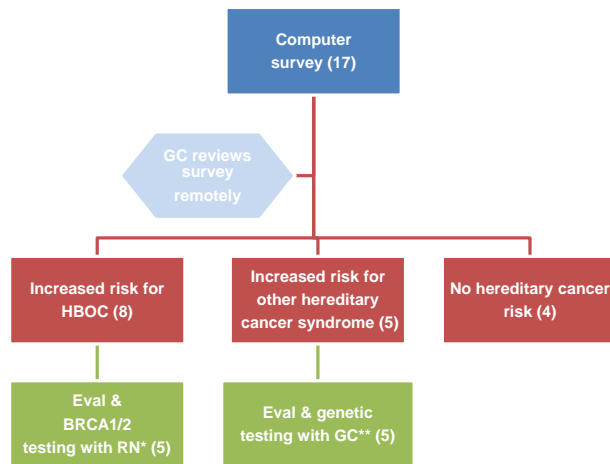 Computer
survey (17)
GC reviews
survey
remotely
Increased risk for
HBOC (8)
Increased risk for
other hereditary
cancer syndrome (5)
No hereditary cancer
risk (4)
Eval &
BRCA1/2
testing with RN* (5)
Eval & genetic
testing with GC** (5)